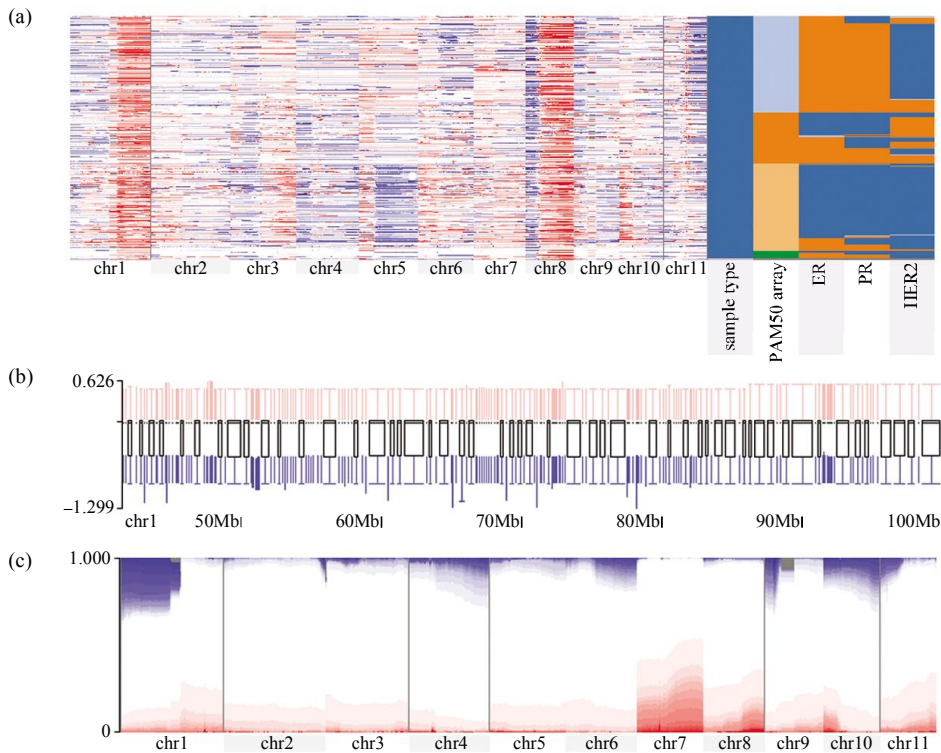 (a)
chr1 chr2 chr3 chr4 chr5 chr6 chr7 chr8 chr9 chr10 chr11
sample type
PAM50 array
ER
PR
IIER2
(b)
0.626
−1.299
chr1 50Mb 60Mb 70Mb 80Mb 90Mb 100Mb
(c)
1.000
0
chr1 chr2 chr3 chr4 chr5 chr6 chr7 chr8 chr9 chr10 chr11